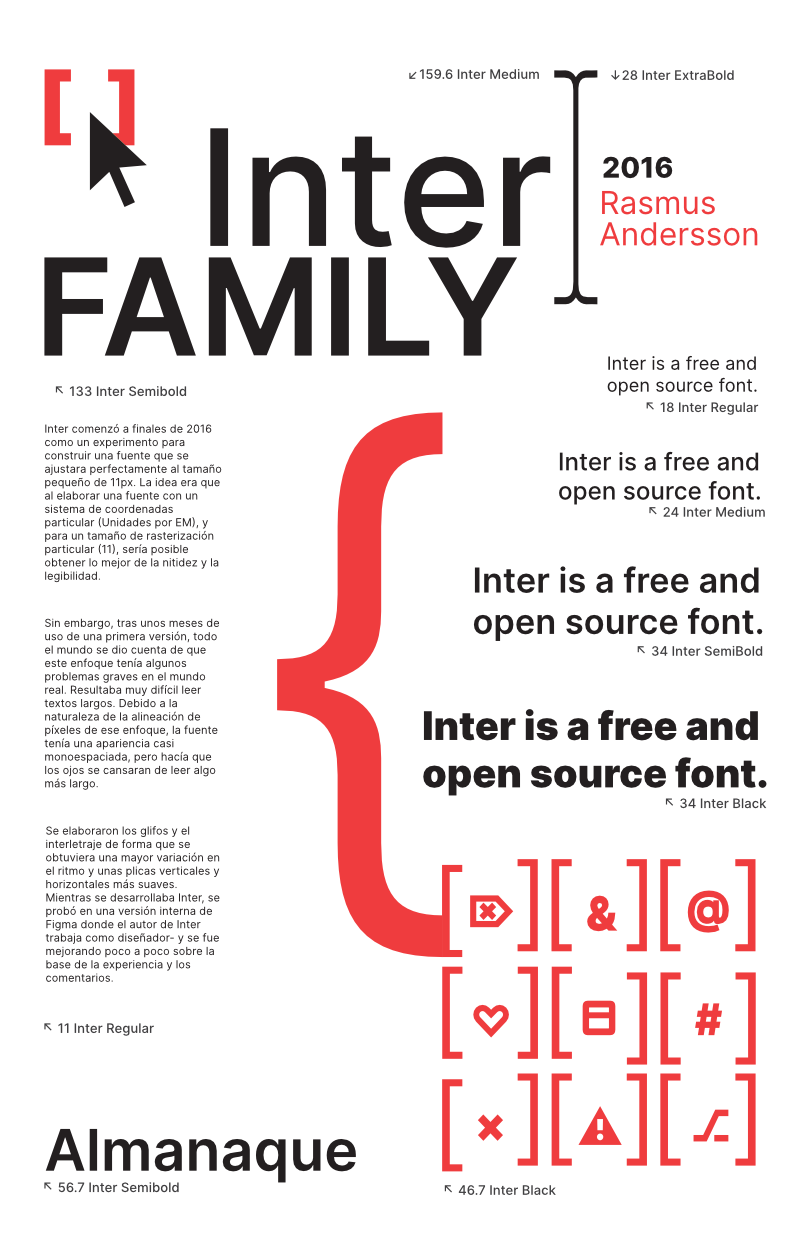 [ ]
↙159.6 Inter Medium
↓28 Inter ExtraBold
Inter
FAMILY
2016
Rasmus
Andersson
↖ 133 Inter Semibold
Inter comenzó a finales de 2016
como un experimento para
construir una fuente que se
ajustara perfectamente al tamaño
pequeño de 11px. La idea era que
al elaborar una fuente con un
sistema de coordenadas
particular (Unidades por EM), y
para un tamaño de rasterización
particular (11), sería posible
obtener lo mejor de la nitidez y la
legibilidad.
Sin embargo, tras unos meses de
uso de una primera versión, todo
el mundo se dio cuenta de que
este enfoque tenía algunos
problemas graves en el mundo
real. Resultaba muy difícil leer
textos largos. Debido a la
naturaleza de la alineación de
píxeles de ese enfoque, la fuente
tenía una apariencia casi
monoespaciada, pero hacía que
los ojos se cansaran de leer algo
más largo.
Se elaboraron los glifos y el
interletraje de forma que se
obtuviera una mayor variación en
el ritmo y unas plicas verticales y
horizontales más suaves.
Mientras se desarrollaba Inter, se
probó en una versión interna de
Figma donde el autor de Inter
trabaja como diseñador- y se fue
mejorando poco a poco sobre la
base de la experiencia y los
comentarios.
↖ 11 Inter Regular
{
Inter is a free and
open source font.
↖ 18 Inter Regular
Inter is a free and
open source font.
↖ 24 Inter Medium
Inter is a free and
open source font.
↖ 34 Inter SemiBold
Inter is a free and
open source font.
↖ 34 Inter Black
[⌦] [&] [@]
[♡] [⊟] [#]
[×] [⚠] [⌥]
↖ 46.7 Inter Black
Almanaque
↖ 56.7 Inter Semibold